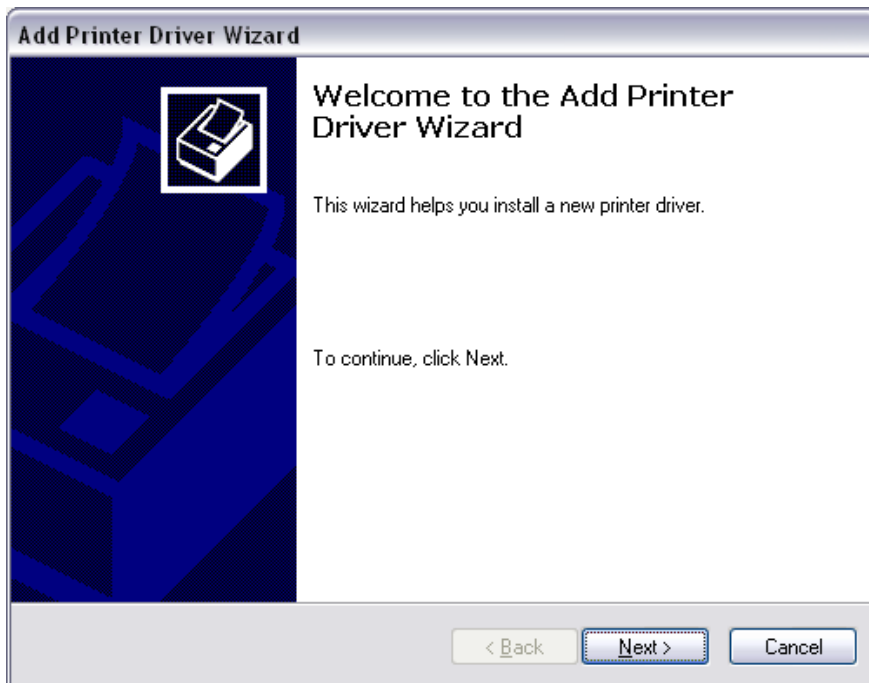 Add Printer Driver Wizard
Welcome to the Add Printer
Driver Wizard
This wizard helps you install a new printer driver.
To continue, click Next.
< Back
Next >
Cancel